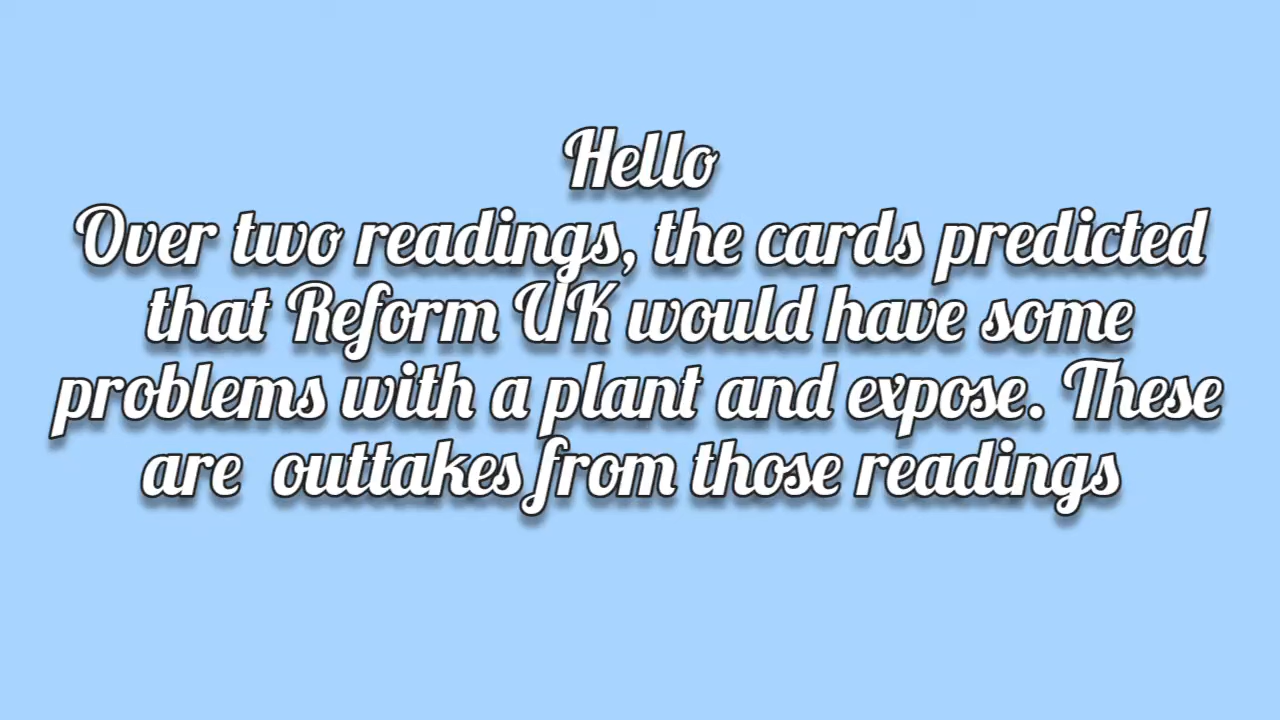 Hello
Over two readings, the cards predicted
that Reform UK would have some
problems with a plant and expose. These
are  outtakes from those readings